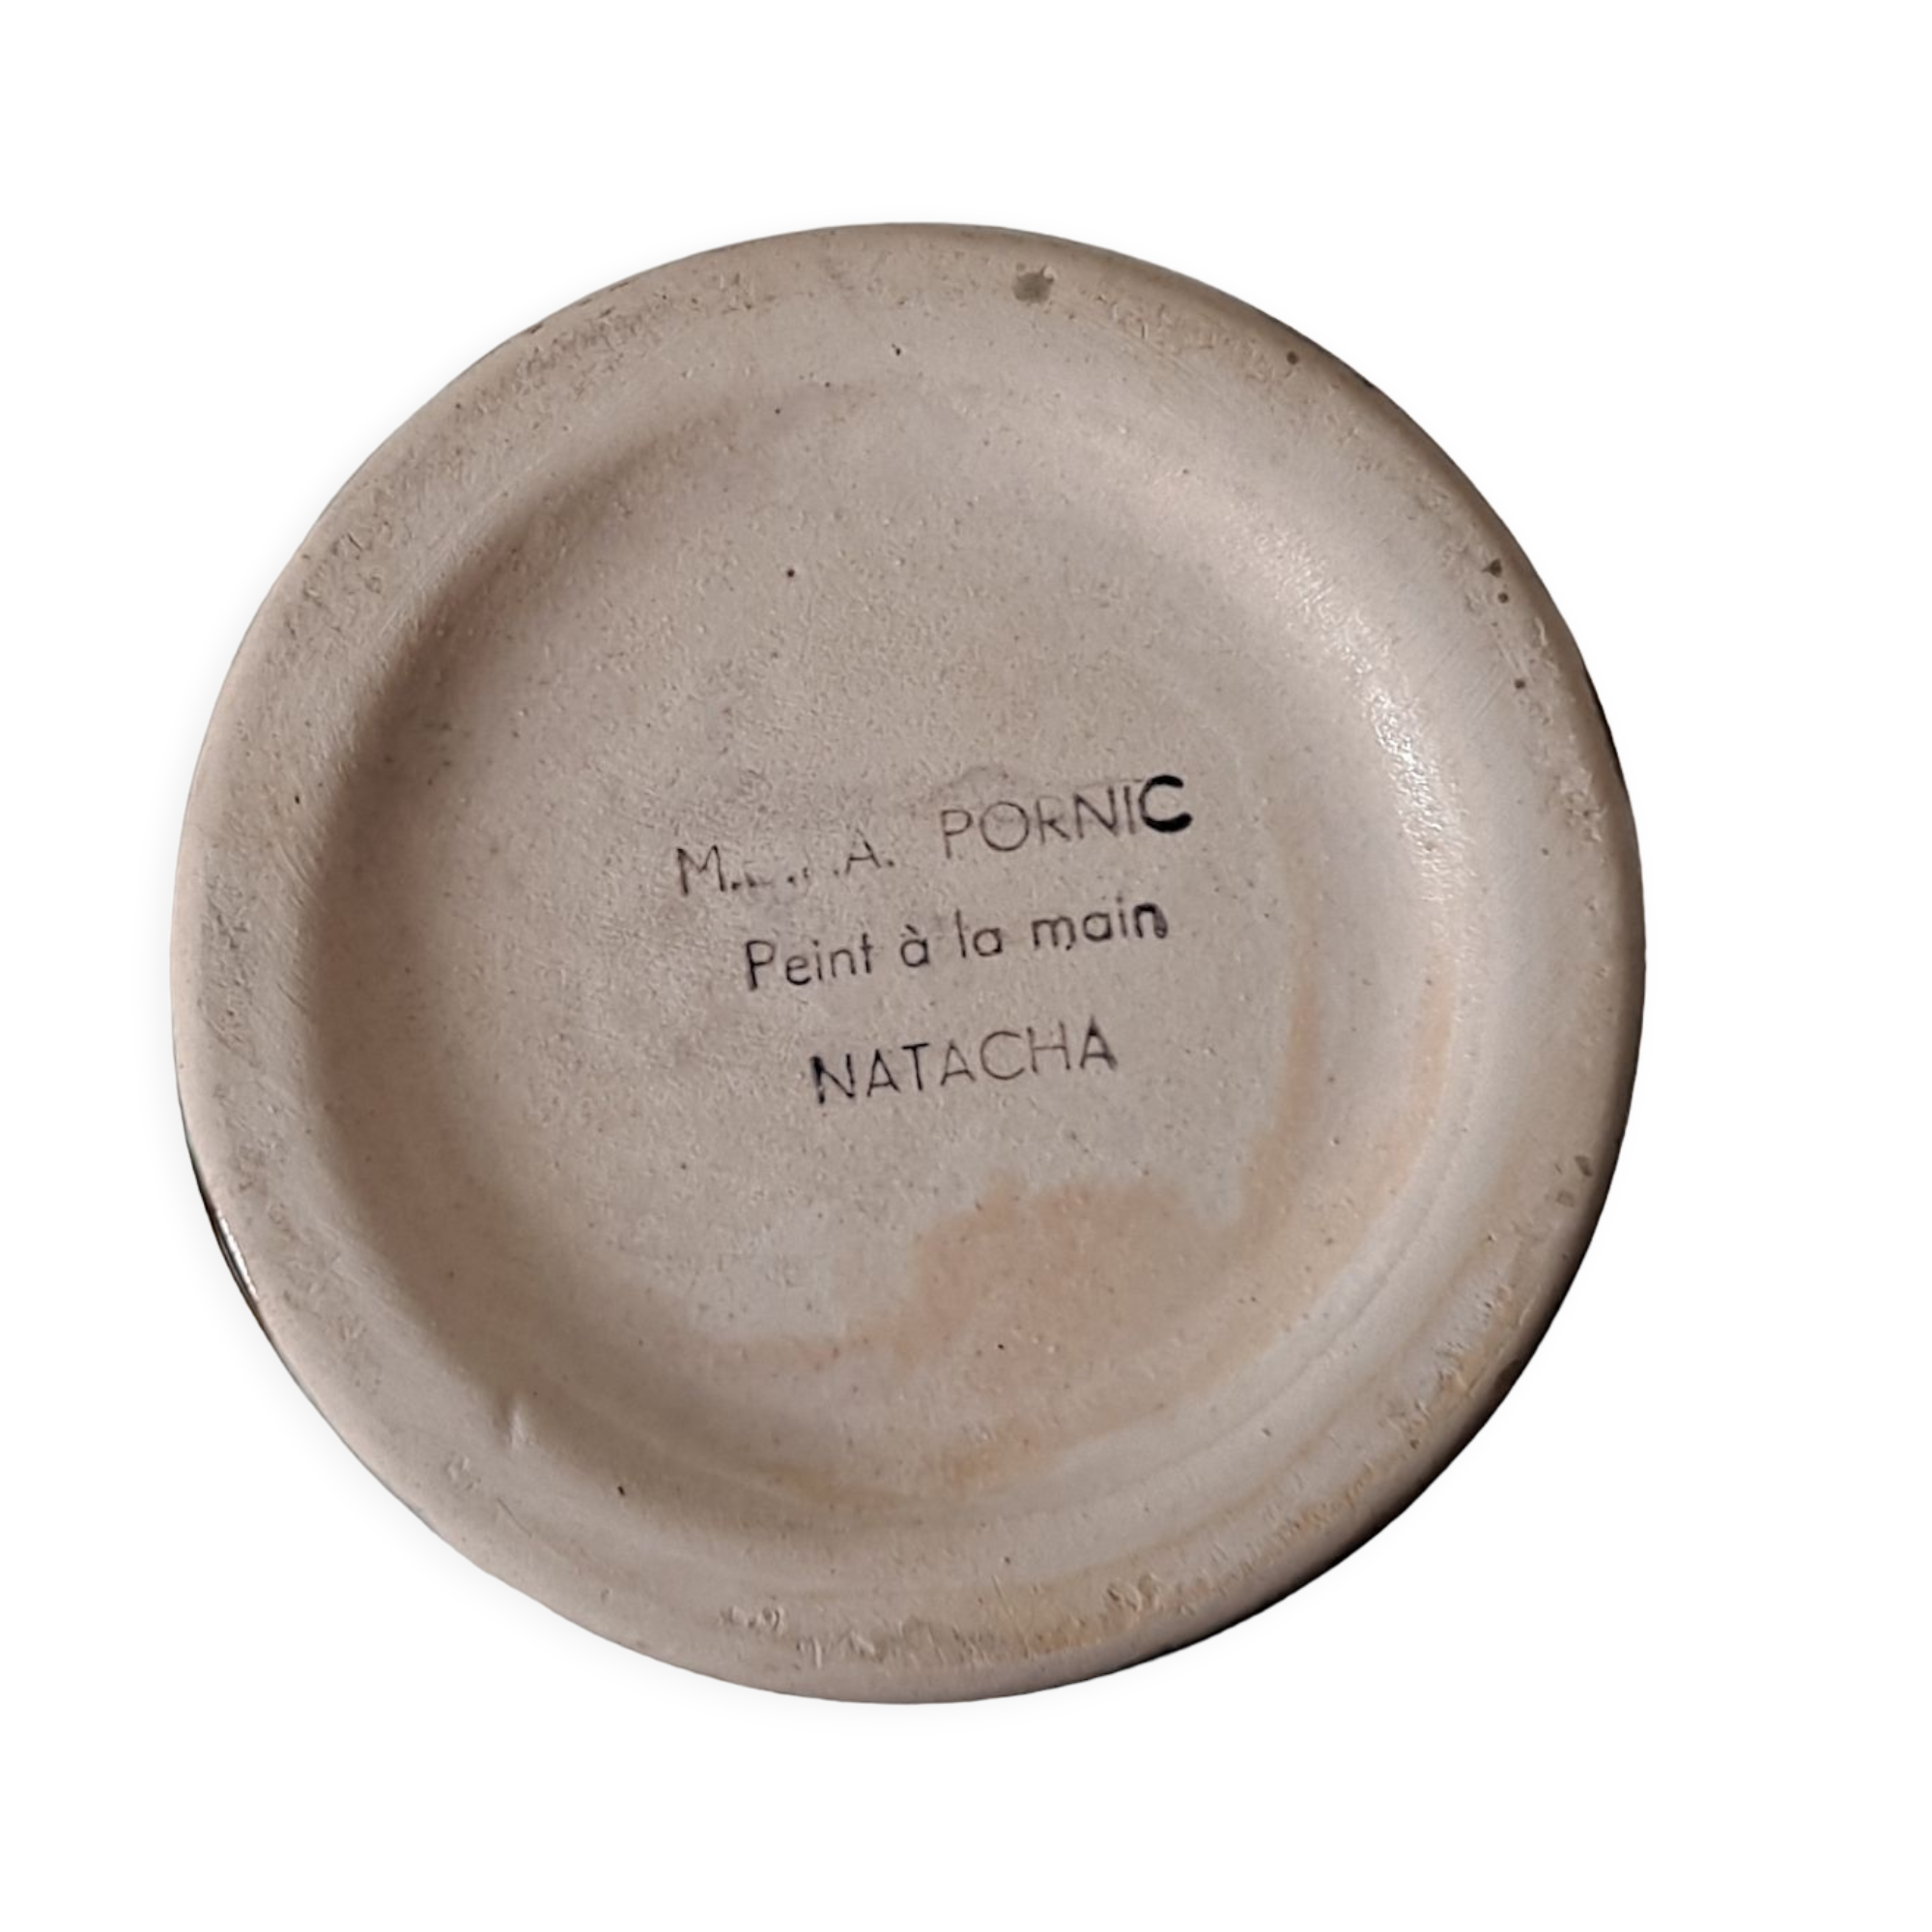 PORNIC
Peint à la main
NATACHA